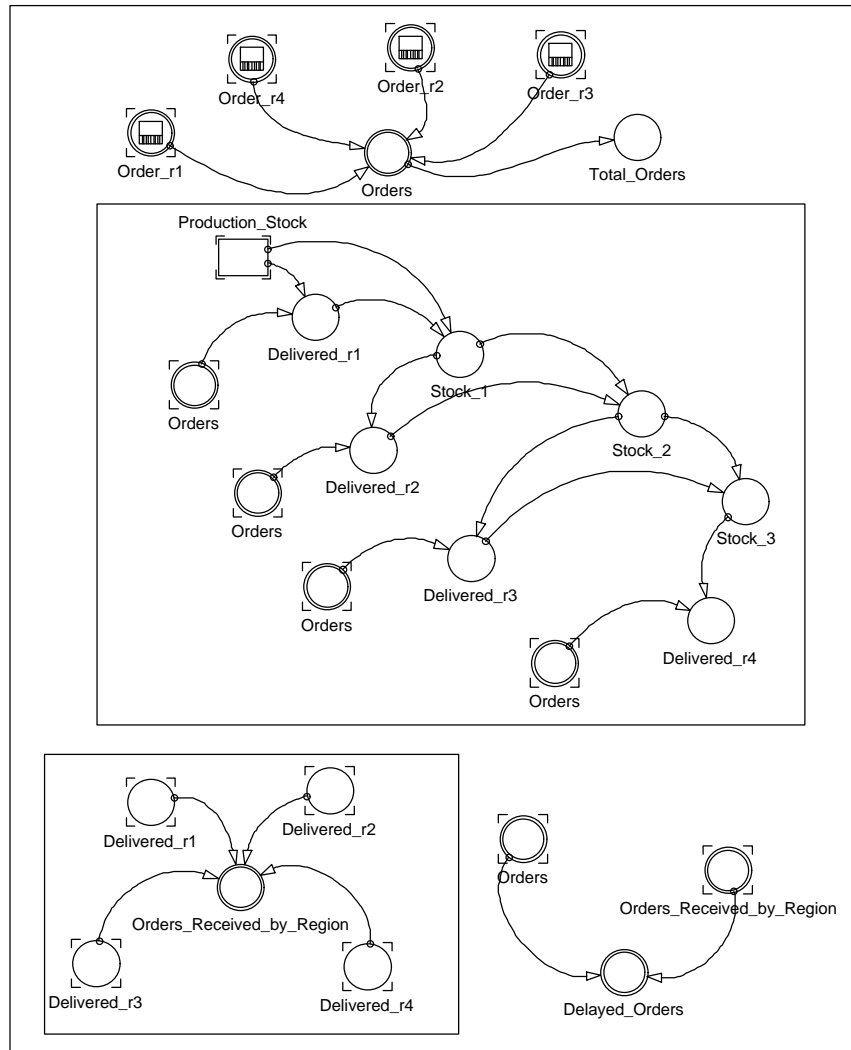 Order_r4
Order_r2
Order_r3
Order_r1
Orders
Total_Orders
Production_Stock
Delivered_r1
Stock_1
Orders
Stock_2
Delivered_r2
Orders
Stock_3
Delivered_r3
Orders
Delivered_r4
Orders
Delivered_r1
Delivered_r2
Orders
Orders_Received_by_Region
Orders_Received_by_Region
Delivered_r3
Delivered_r4
Delayed_Orders